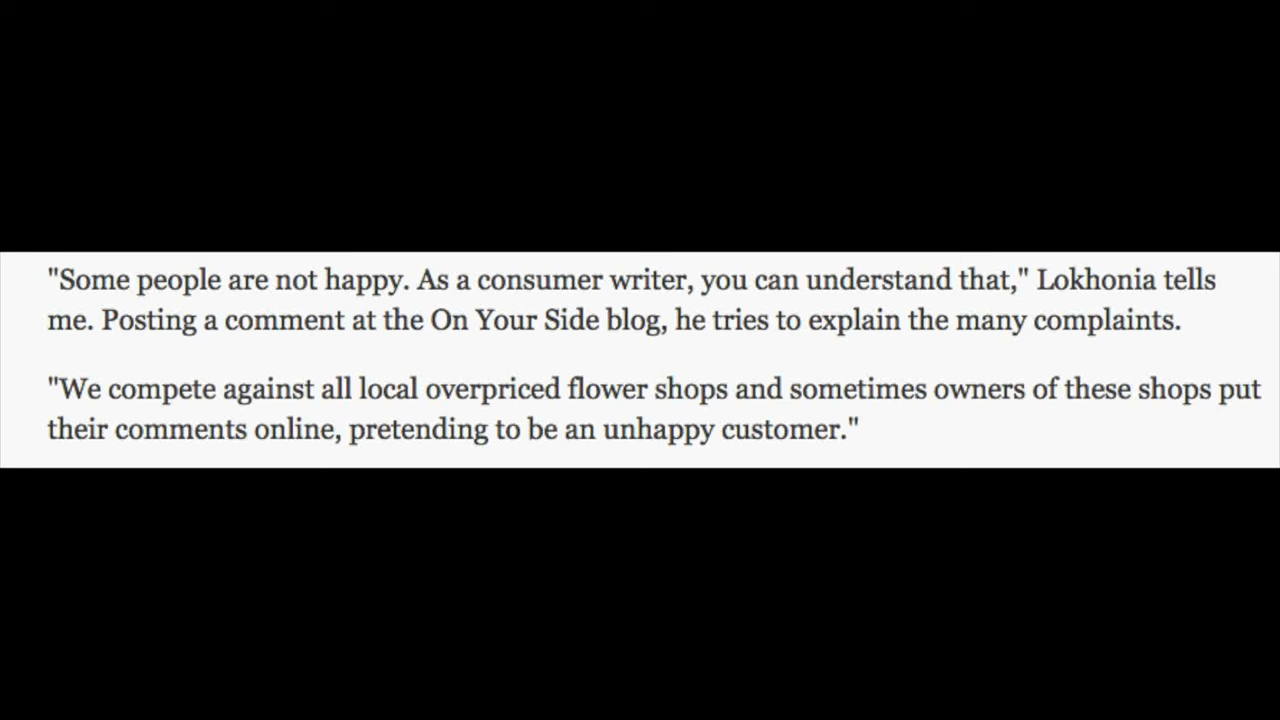 "Some people are not happy. As a consumer writer, you can understand that," Lokhonia tells
me. Posting a comment at the On Your Side blog, he tries to explain the many complaints.
"We compete against all local overpriced flower shops and sometimes owners of these shops put
their comments online, pretending to be an unhappy customer."